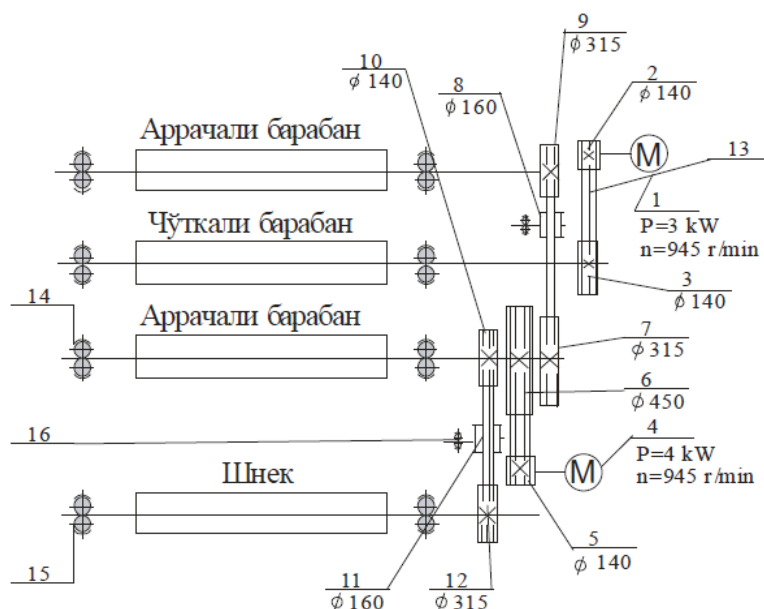 9
ϕ 315
10
ϕ 140
8
ϕ 160
2
ϕ 140
Аррачали барабан
M
13
1
P=3 kW
n=945 r/min
Чўткали барабан
3
ϕ 140
14
Аррачали барабан
7
ϕ 315
6
ϕ 450
16
4
P=4 kW
n=945 r/min
Шнек
M
5
ϕ 140
15
11
ϕ 160
12
ϕ 315